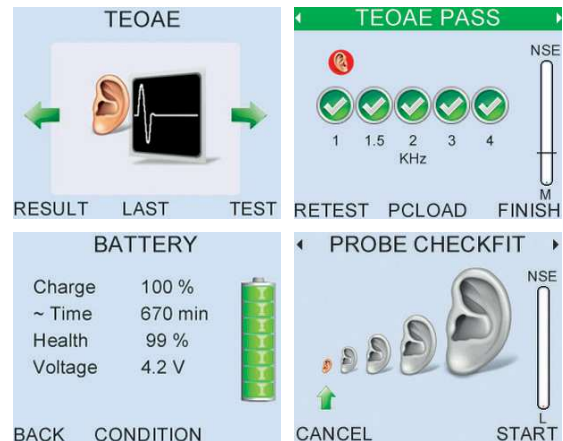 TEOAE
RESULT LAST TEST
TEOAE PASS
NSE
1 1.5 2 3 4
KHz
M
RETEST PCLOAD FINISH
BATTERY
Charge 100 %
~ Time 670 min
Health 99 %
Voltage 4.2 V
BACK CONDITION
PROBE CHECKFIT
NSE
L
CANCEL START